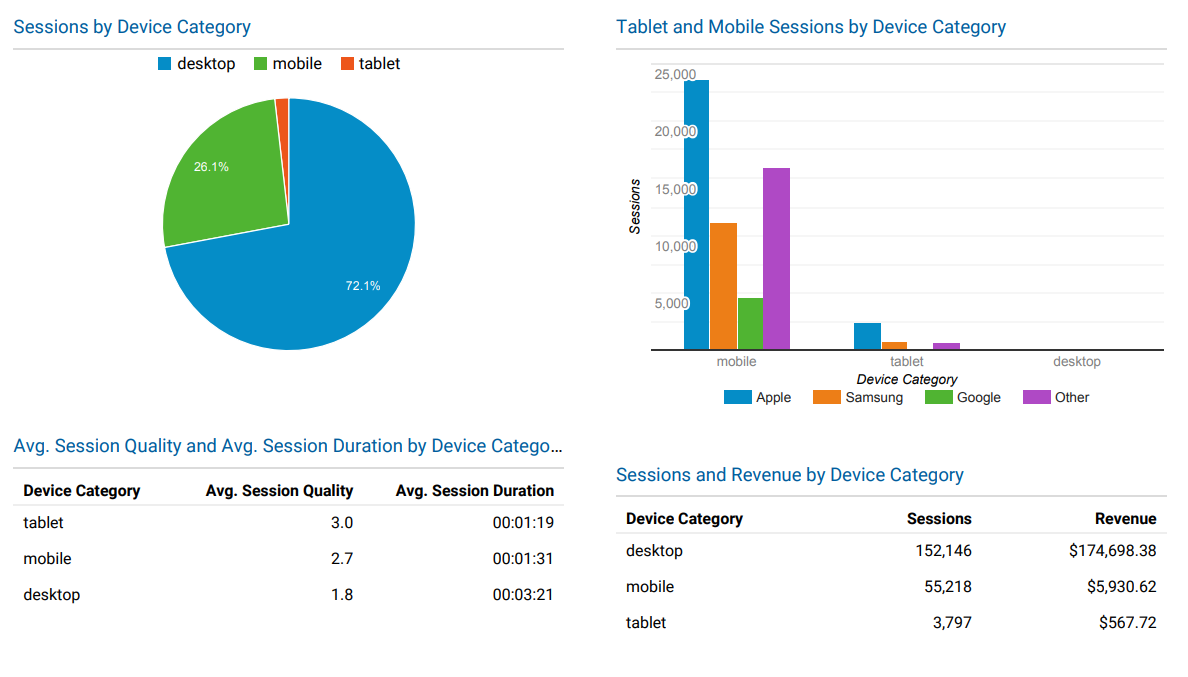 Sessions by Device Category
desktop mobile tablet
26.1%
72.1%
Tablet and Mobile Sessions by Device Category
25,000
20,000
15,000
10,000
5,000
Sessions
mobile tablet desktop
Device Category
Apple Samsung Google Other
Avg. Session Quality and Avg. Session Duration by Device Catego...
Device Category Avg. Session Quality Avg. Session Duration
tablet 3.0 00:01:19
mobile 2.7 00:01:31
desktop 1.8 00:03:21
Sessions and Revenue by Device Category
Device Category Sessions Revenue
desktop 152,146 $174,698.38
mobile 55,218 $5,930.62
tablet 3,797 $567.72